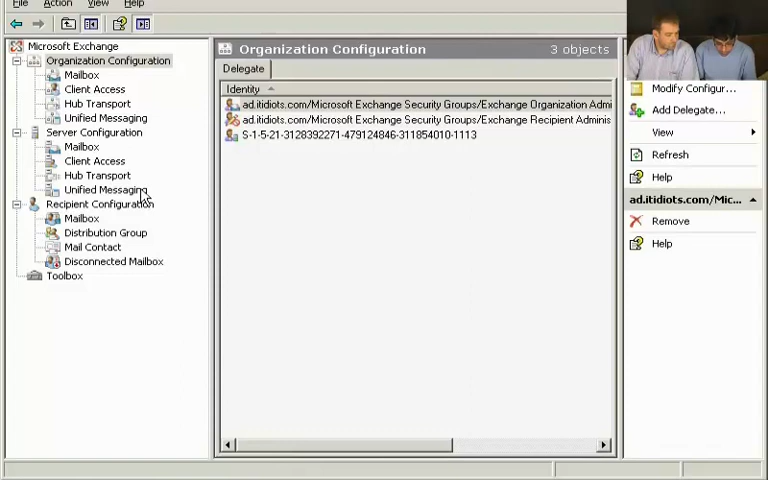 File Action View Help
Microsoft Exchange
Organization Configuration
Mailbox
Client Access
Hub Transport
Unified Messaging
Server Configuration
Mailbox
Client Access
Hub Transport
Unified Messaging
Recipient Configuration
Mailbox
Distribution Group
Mail Contact
Disconnected Mailbox
Toolbox
Organization Configuration 3 objects
Delegate
Identity
ad.itidiots.com/Microsoft Exchange Security Groups/Exchange Organization Admi
ad.itidiots.com/Microsoft Exchange Security Groups/Exchange Recipient Adminis
S-1-5-21-3128392271-479124846-311854010-1113
Modify Configur...
Add Delegate...
View
Refresh
Help
ad.itidiots.com/Mic...
Remove
Help